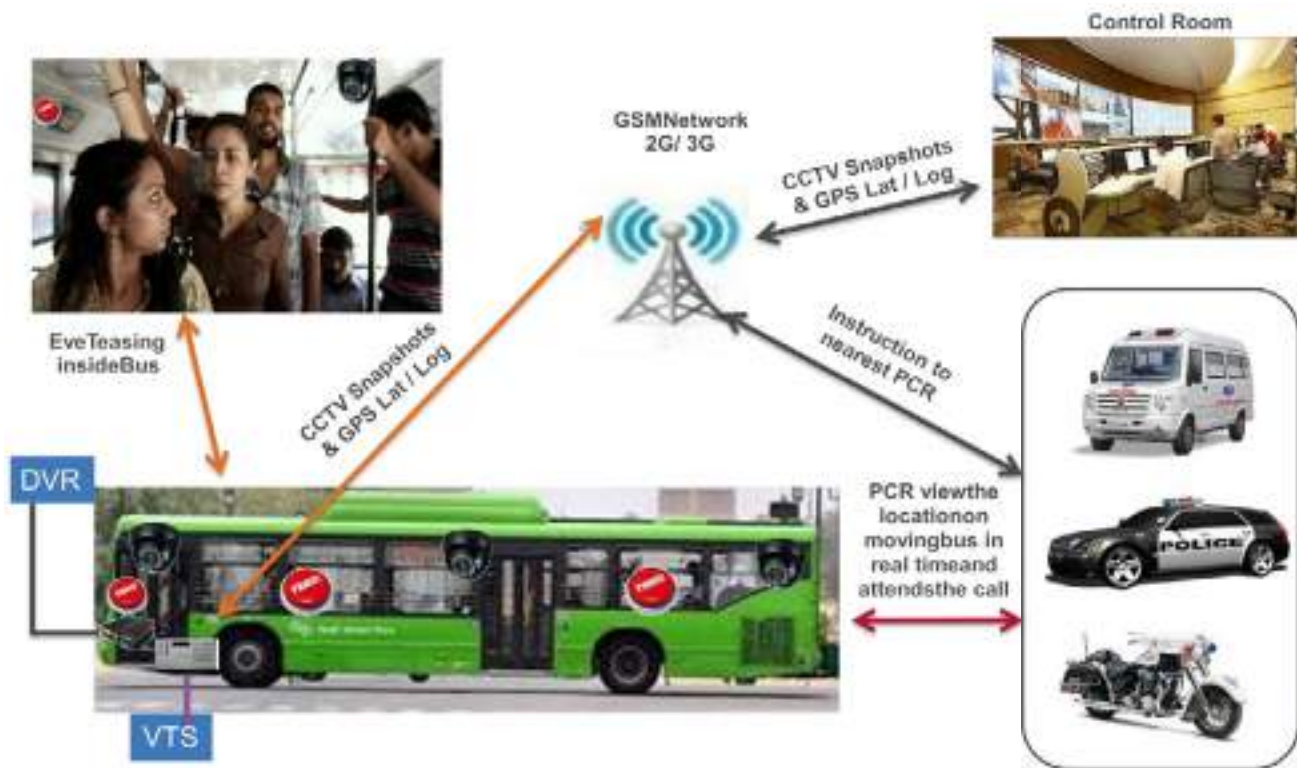 Control Room
GSMNetwork
2G/ 3G
CCTV Snapshots
& GPS Lat / Log
EveTeasing
insideBus
CCTV Snapshots
& GPS Lat / Log
Instruction to
nearest PCR
DVR
PCR viewthe
locationon
movingbus in
real timeand
attendsthe call
POLICE
VTS